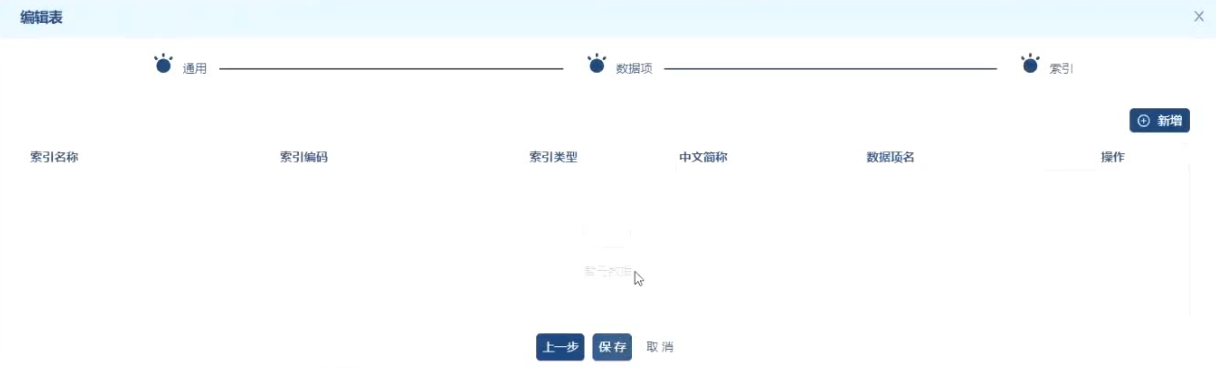 编辑表
通用 数据项 索引
新增
索引名称 索引编码 索引类型 中文简称 数据项名 操作
暂无数据
上一步 保存 取消